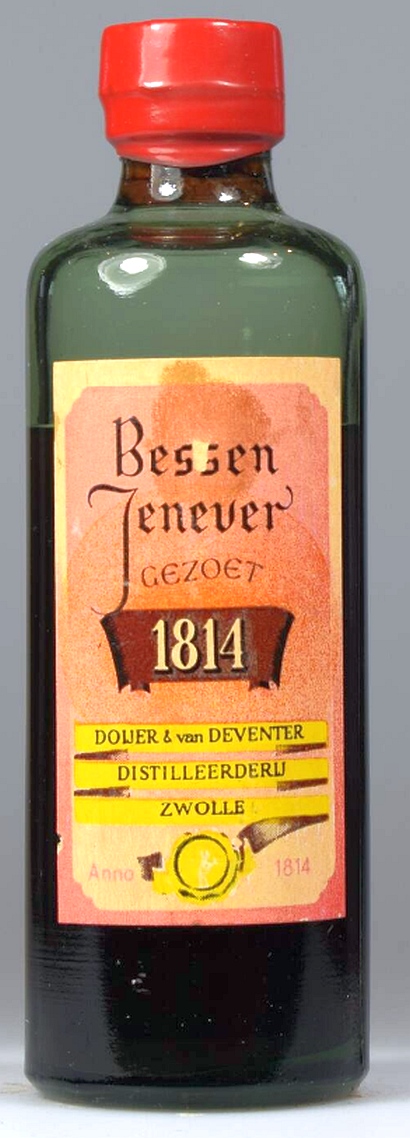 Bessen
Jenever
GEZOET
1814
DOIJER & van DEVENTER
DISTILLEERDERIJ
ZWOLLE
Anno 1814